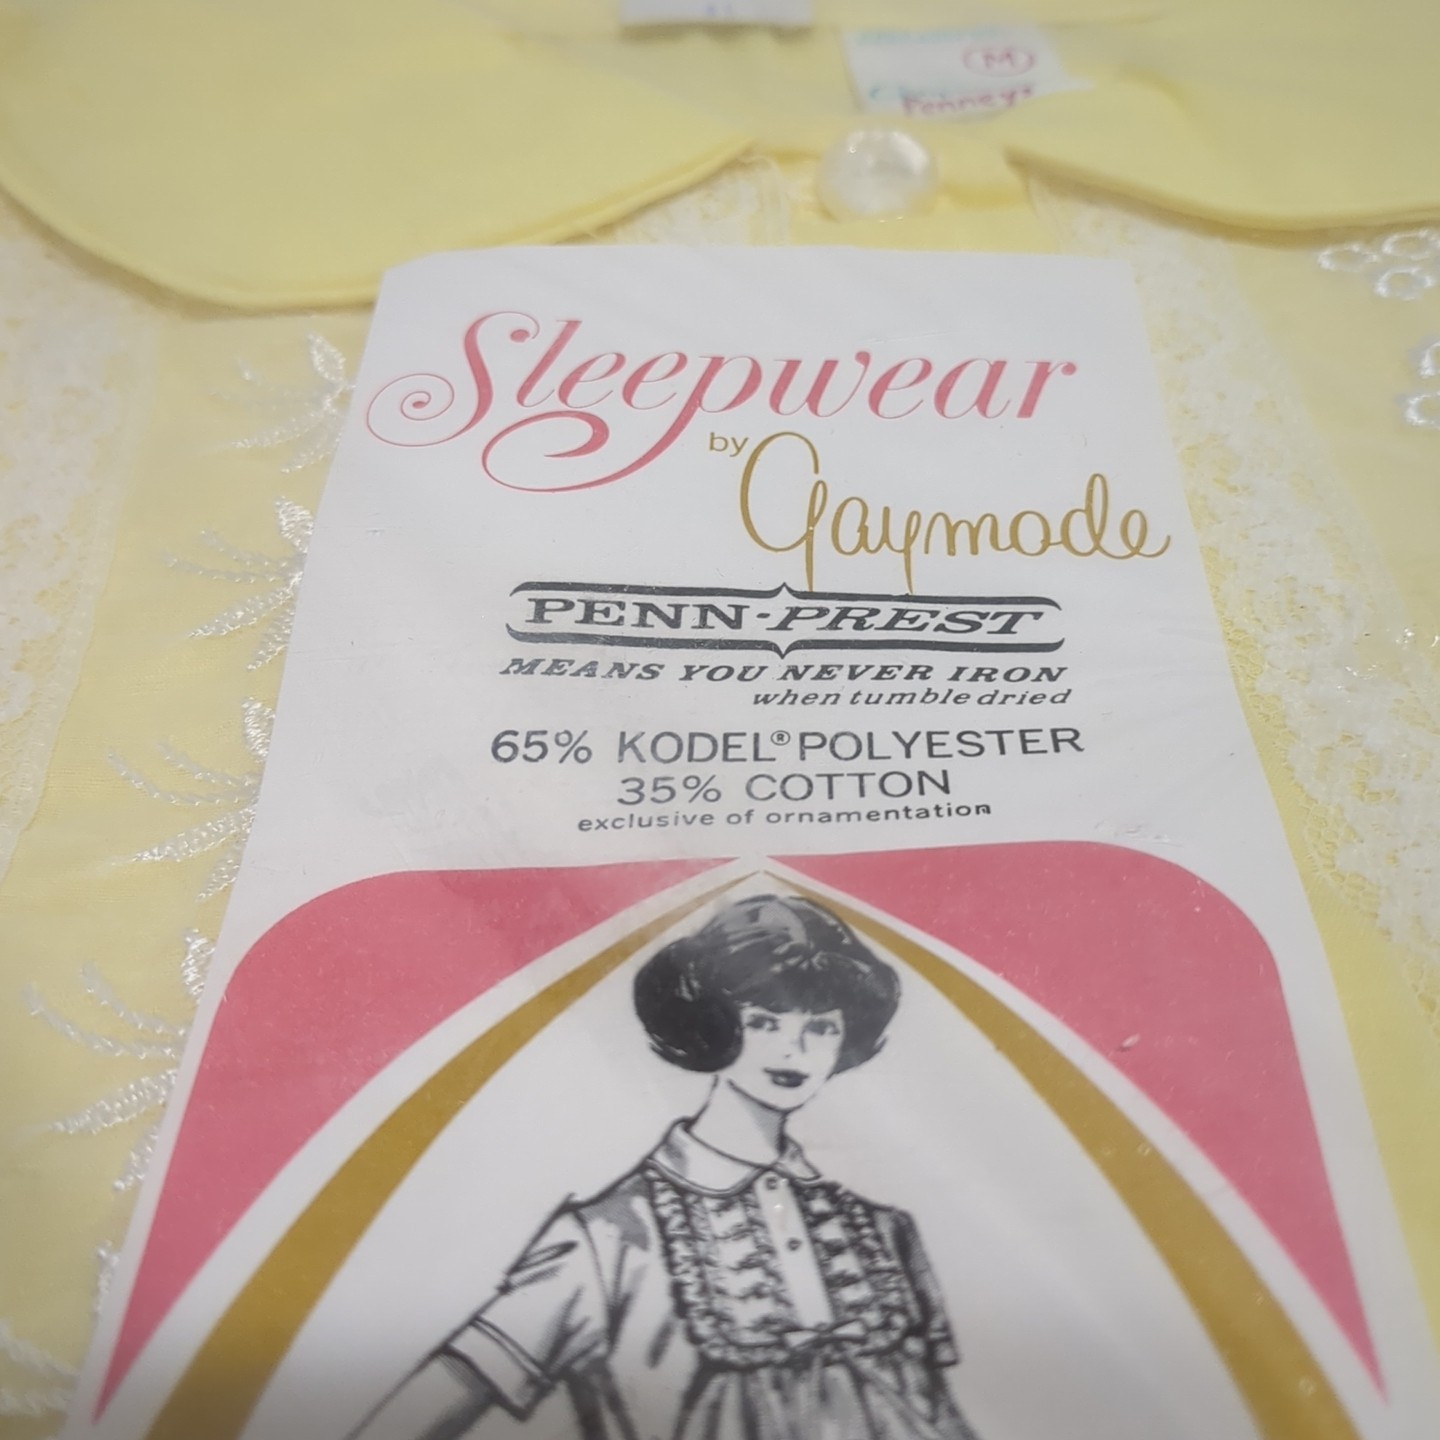 M
Penneys
Sleepwear
by Gaymode
PENN-PREST
MEANS YOU NEVER IRON
when tumble dried
65% KODEL® POLYESTER
35% COTTON
exclusive of ornamentation